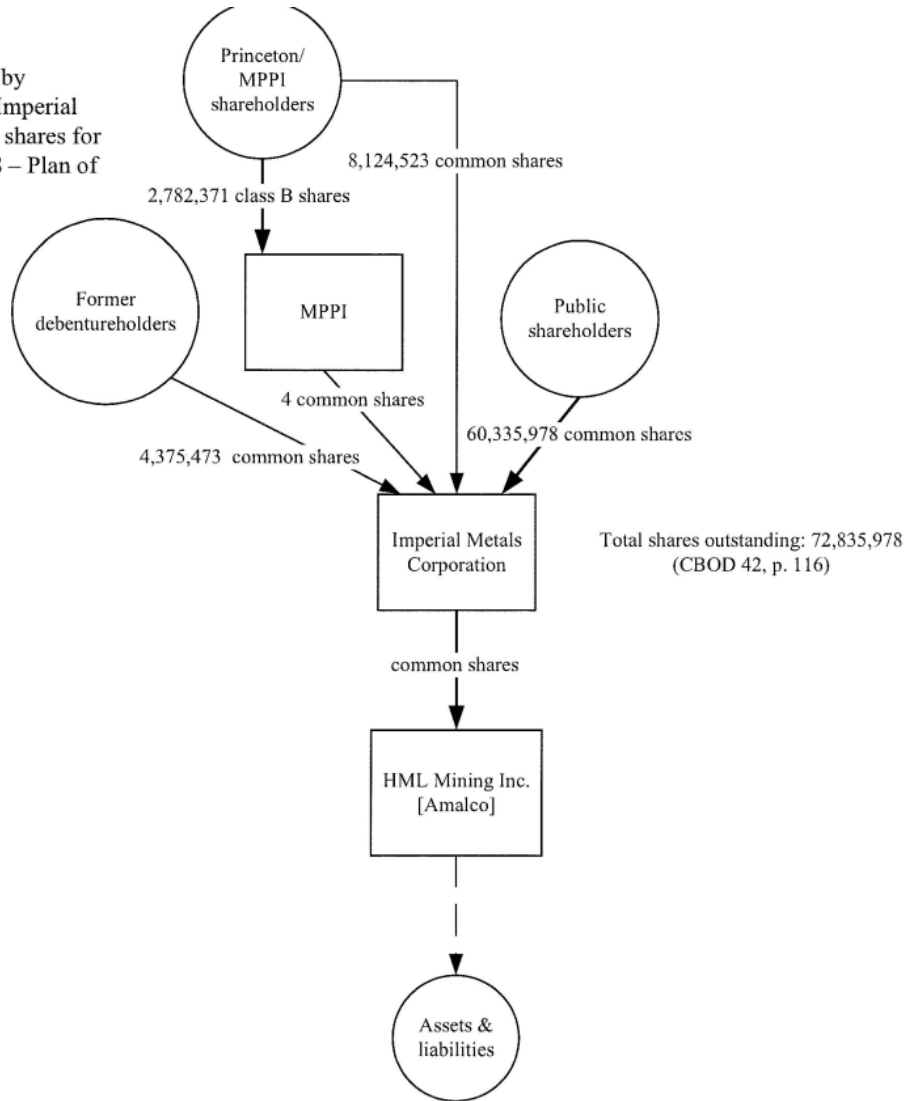 Princeton/
MPPI
shareholders
by
Imperial
shares for
– Plan of
8,124,523 common shares
2,782,371 class B shares
Former
debentureholders
MPPI
Public
shareholders
4 common shares
60,335,978 common shares
4,375,473 common shares
Imperial Metals
Corporation
Total shares outstanding: 72,835,978
(CBOD 42, p. 116)
common shares
HML Mining Inc.
[Amalco]
Assets &
liabilities